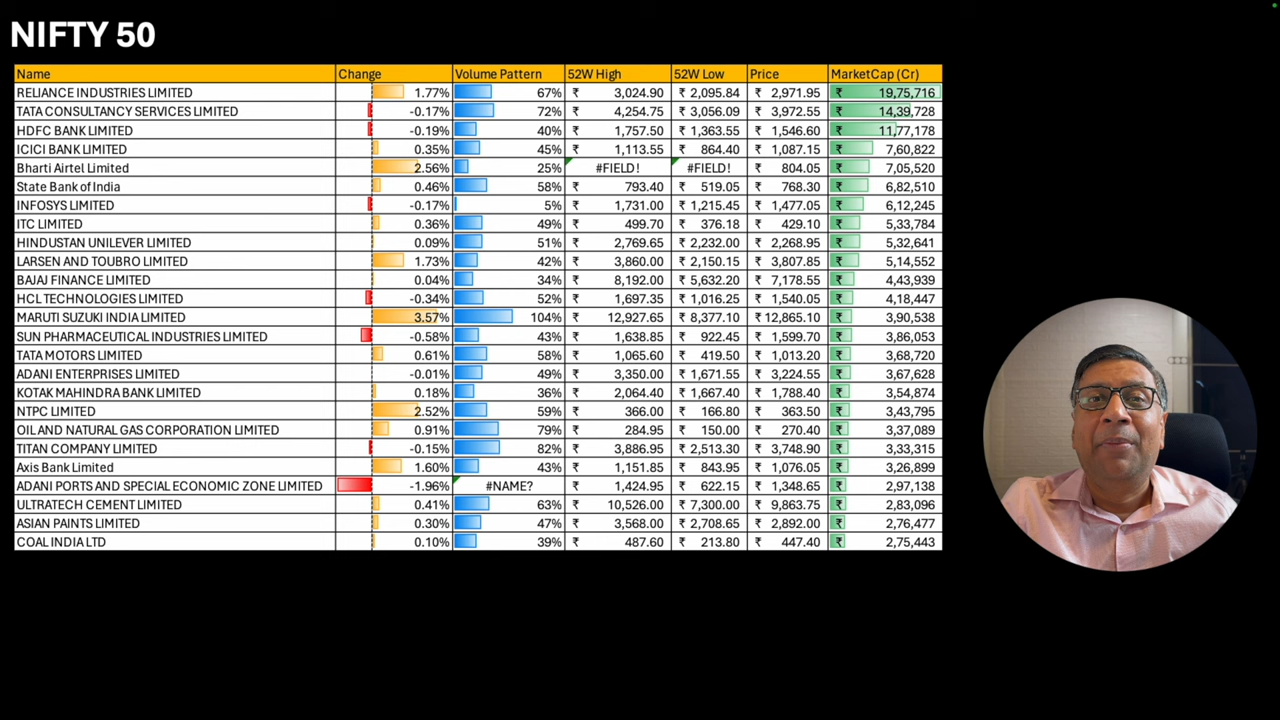 NIFTY 50
Name Change Volume Pattern 52W High 52W Low Price MarketCap (Cr)
RELIANCE INDUSTRIES LIMITED 1.77% 67% ₹ 3,024.90 ₹ 2,095.84 ₹ 2,971.95 ₹ 19,75,716
TATA CONSULTANCY SERVICES LIMITED -0.17% 72% ₹ 4,254.75 ₹ 3,056.09 ₹ 3,972.55 ₹ 14,39,728
HDFC BANK LIMITED -0.19% 40% ₹ 1,757.50 ₹ 1,363.55 ₹ 1,546.60 ₹ 11,77,178
ICICI BANK LIMITED 0.35% 45% ₹ 1,113.55 ₹ 864.40 ₹ 1,087.15 ₹ 7,60,822
Bharti Airtel Limited 2.56% 25% #FIELD! #FIELD! ₹ 804.05 ₹ 7,05,520
State Bank of India 0.46% 58% ₹ 793.40 ₹ 519.05 ₹ 768.30 ₹ 6,82,510
INFOSYS LIMITED -0.17% 5% ₹ 1,731.00 ₹ 1,215.45 ₹ 1,477.05 ₹ 6,12,245
ITC LIMITED 0.36% 49% ₹ 499.70 ₹ 376.18 ₹ 429.10 ₹ 5,33,784
HINDUSTAN UNILEVER LIMITED 0.09% 51% ₹ 2,769.65 ₹ 2,232.00 ₹ 2,268.95 ₹ 5,32,641
LARSEN AND TOUBRO LIMITED 1.73% 42% ₹ 3,860.00 ₹ 2,150.15 ₹ 3,807.85 ₹ 5,14,552
BAJAJ FINANCE LIMITED 0.04% 34% ₹ 8,192.00 ₹ 5,632.20 ₹ 7,178.55 ₹ 4,43,939
HCL TECHNOLOGIES LIMITED -0.34% 52% ₹ 1,697.35 ₹ 1,016.25 ₹ 1,540.05 ₹ 4,18,447
MARUTI SUZUKI INDIA LIMITED 3.57% 104% ₹ 12,927.65 ₹ 8,377.10 ₹ 12,865.10 ₹ 3,90,538
SUN PHARMACEUTICAL INDUSTRIES LIMITED -0.58% 43% ₹ 1,638.85 ₹ 922.45 ₹ 1,599.70 ₹ 3,86,053
TATA MOTORS LIMITED 0.61% 58% ₹ 1,065.60 ₹ 419.50 ₹ 1,013.20 ₹ 3,68,720
ADANI ENTERPRISES LIMITED -0.01% 49% ₹ 3,350.00 ₹ 1,671.55 ₹ 3,224.55 ₹ 3,67,628
KOTAK MAHINDRA BANK LIMITED 0.18% 36% ₹ 2,064.40 ₹ 1,667.40 ₹ 1,788.40 ₹ 3,54,874
NTPC LIMITED 2.52% 59% ₹ 366.00 ₹ 166.80 ₹ 363.50 ₹ 3,43,795
OIL AND NATURAL GAS CORPORATION LIMITED 0.91% 79% ₹ 284.95 ₹ 150.00 ₹ 270.40 ₹ 3,37,089
TITAN COMPANY LIMITED -0.15% 82% ₹ 3,886.95 ₹ 2,513.30 ₹ 3,748.90 ₹ 3,33,315
Axis Bank Limited 1.60% 43% ₹ 1,151.85 ₹ 843.95 ₹ 1,076.05 ₹ 3,26,899
ADANI PORTS AND SPECIAL ECONOMIC ZONE LIMITED -1.96% #NAME? ₹ 1,424.95 ₹ 622.15 ₹ 1,348.65 ₹ 2,97,138
ULTRATECH CEMENT LIMITED 0.41% 63% ₹ 10,526.00 ₹ 7,300.00 ₹ 9,863.75 ₹ 2,83,096
ASIAN PAINTS LIMITED 0.30% 47% ₹ 3,568.00 ₹ 2,708.65 ₹ 2,892.00 ₹ 2,76,477
COAL INDIA LTD 0.10% 39% ₹ 487.60 ₹ 213.80 ₹ 447.40 ₹ 2,75,443